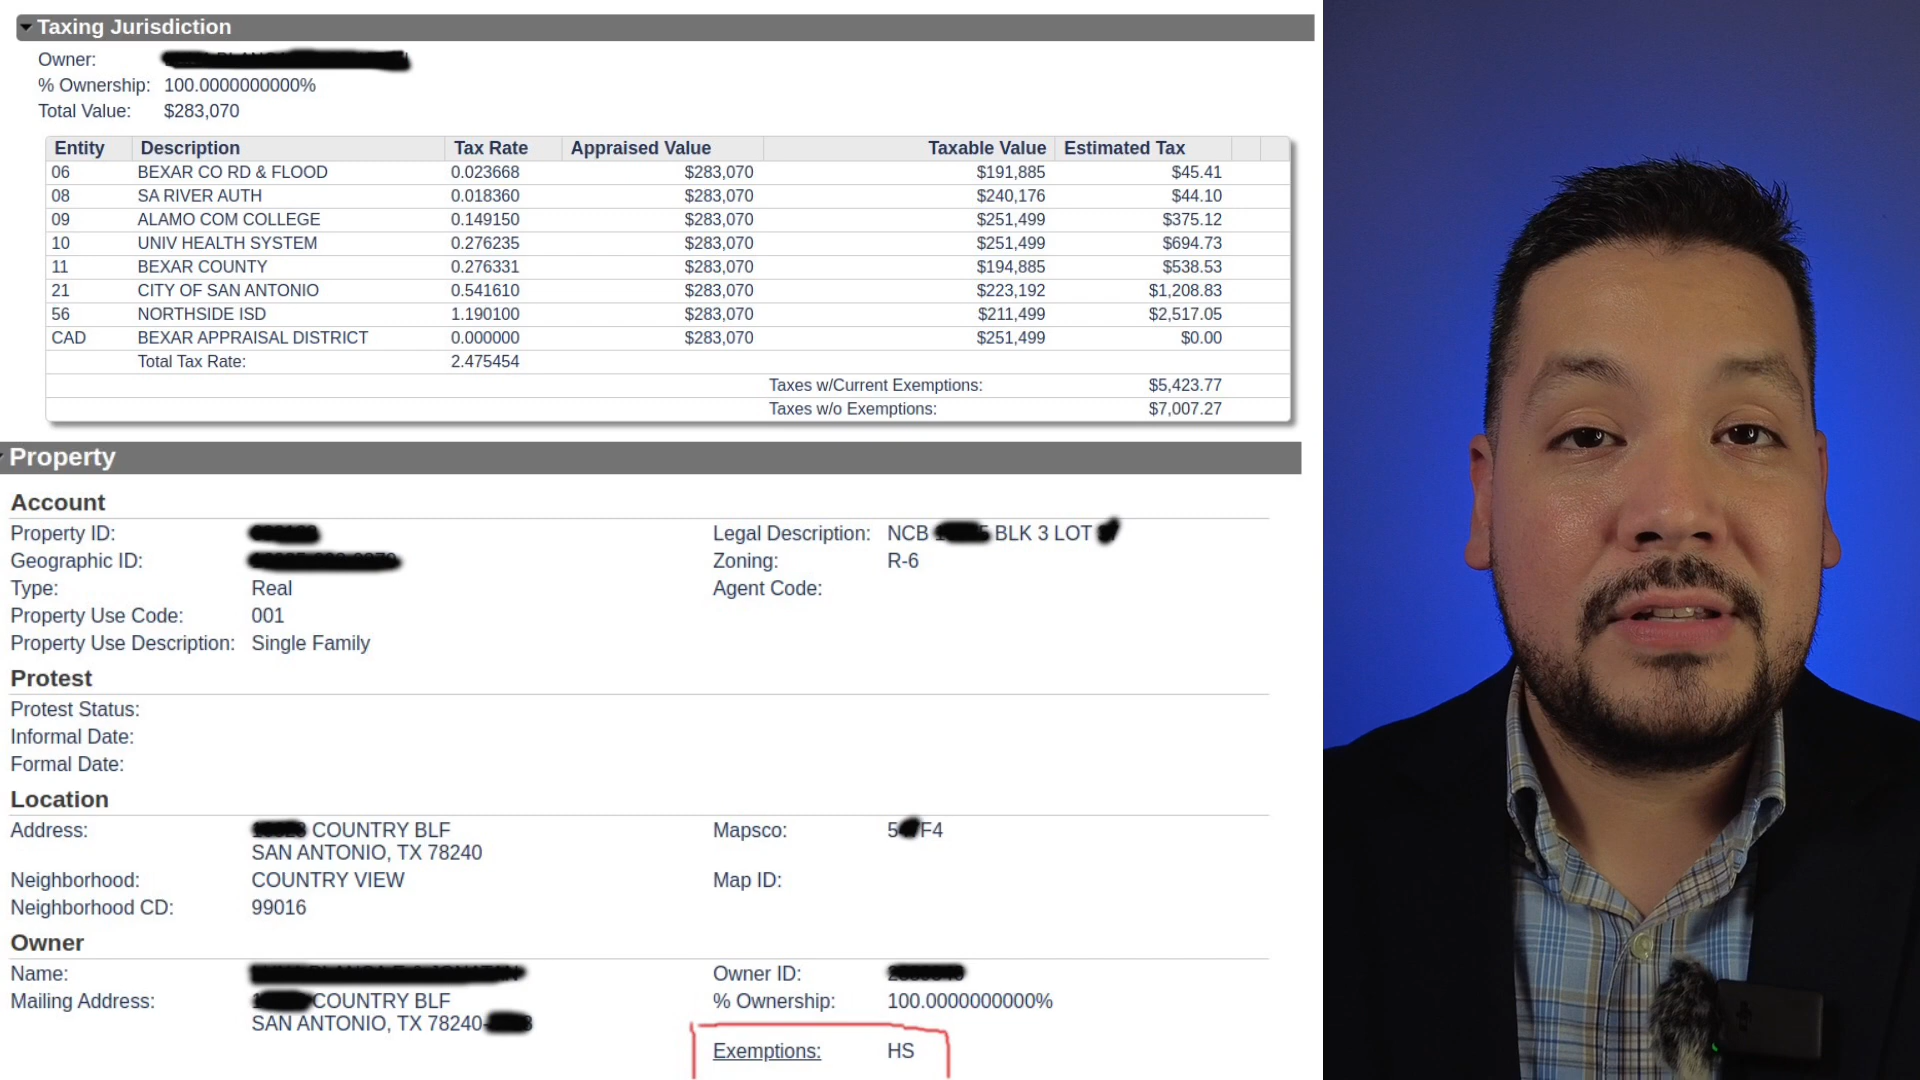 Taxing Jurisdiction
Owner:
% Ownership: 100.0000000000%
Total Value: $283,070
Entity Description Tax Rate Appraised Value Taxable Value Estimated Tax
06 BEXAR CO RD & FLOOD 0.023668 $283,070 $191,885 $45.41
08 SA RIVER AUTH 0.018360 $283,070 $240,176 $44.10
09 ALAMO COM COLLEGE 0.149150 $283,070 $251,499 $375.12
10 UNIV HEALTH SYSTEM 0.276235 $283,070 $251,499 $694.73
11 BEXAR COUNTY 0.276331 $283,070 $194,885 $538.53
21 CITY OF SAN ANTONIO 0.541610 $283,070 $223,192 $1,208.83
56 NORTHSIDE ISD 1.190100 $283,070 $211,499 $2,517.05
CAD BEXAR APPRAISAL DISTRICT 0.000000 $283,070 $251,499 $0.00
Total Tax Rate: 2.475454
Taxes w/Current Exemptions: $5,423.77
Taxes w/o Exemptions: $7,007.27
Property
Account
Property ID: Legal Description: NCB BLK 3 LOT
Geographic ID: Zoning: R-6
Type: Real Agent Code:
Property Use Code: 001
Property Use Description: Single Family
Protest
Protest Status:
Informal Date:
Formal Date:
Location
Address: COUNTRY BLF Mapsco: F4
SAN ANTONIO, TX 78240
Neighborhood: COUNTRY VIEW Map ID:
Neighborhood CD: 99016
Owner
Name: Owner ID:
Mailing Address: COUNTRY BLF % Ownership: 100.0000000000%
SAN ANTONIO, TX 78240-
Exemptions: HS